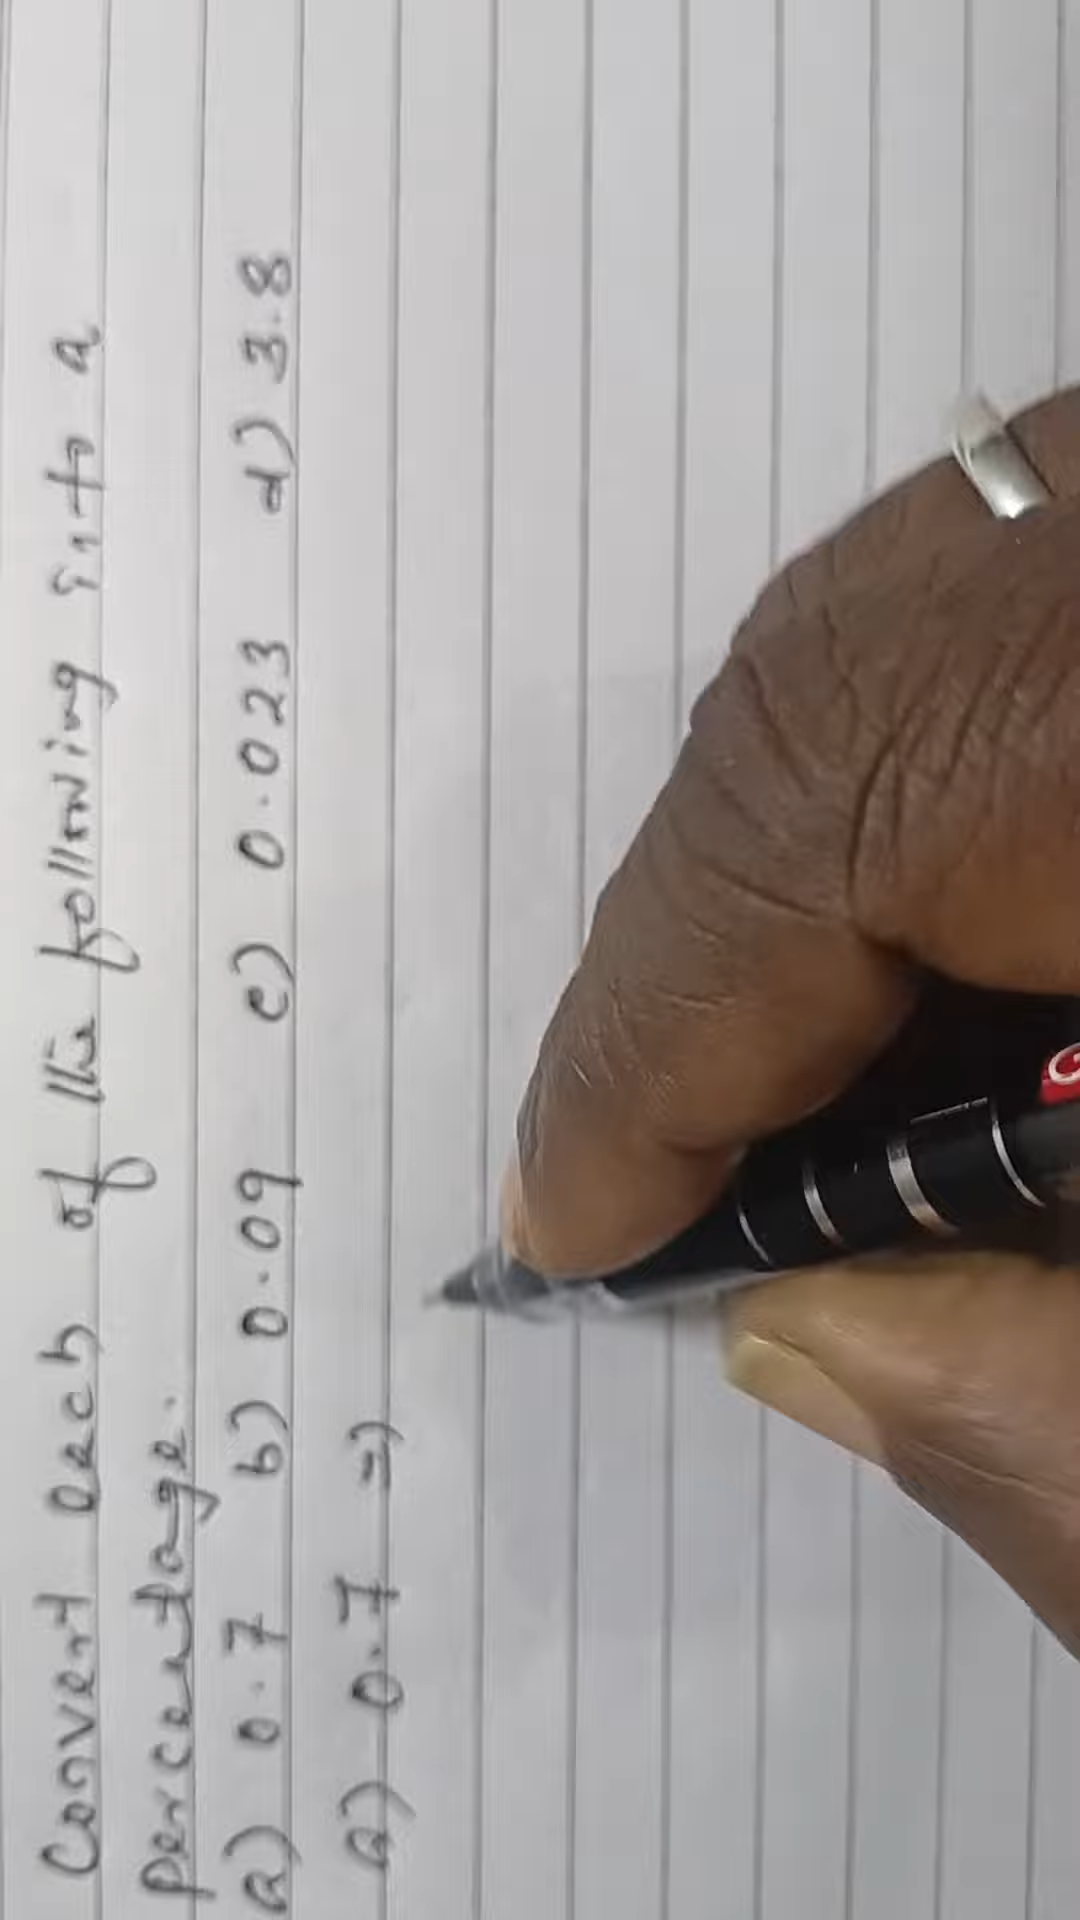 Convert each of the following into a
percentage.
a) 0.7 b) 0.09 c) 0.023 d) 3.8
a) 0.7 =)